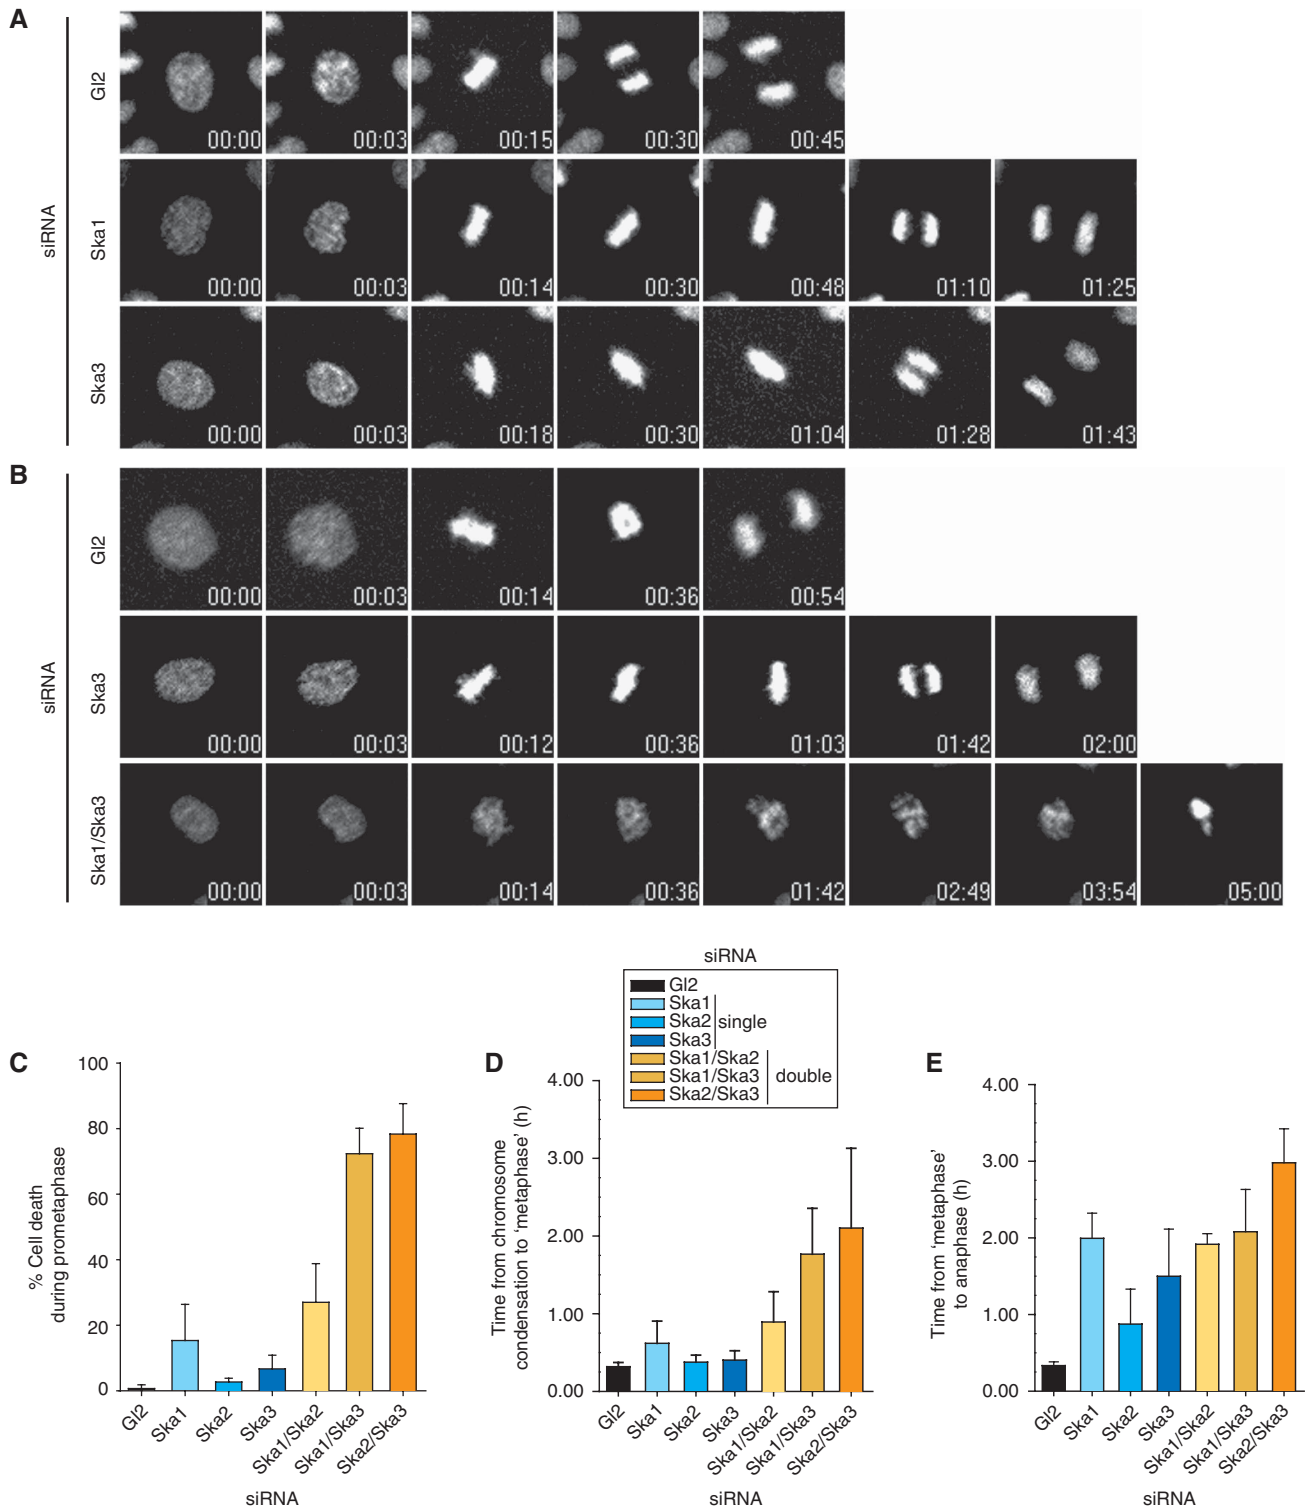 A
siRNA
Gl2
00:00 00:03 00:15 00:30 00:45
Ska1
00:00 00:03 00:14 00:30 00:48 01:10 01:25
Ska3
00:00 00:03 00:18 00:30 01:04 01:28 01:43
B
siRNA
Gl2
00:00 00:03 00:14 00:36 00:54
Ska3
00:00 00:03 00:12 00:36 01:03 01:42 02:00
Ska1/Ska3
00:00 00:03 00:14 00:36 01:42 02:49 03:54 05:00
siRNA
Gl2
Ska1
Ska2
Ska3
single
Ska1/Ska2
Ska1/Ska3
Ska2/Ska3
double
C
% Cell death
during prometaphase
100
80
60
40
20
0
Gl2 Ska1 Ska2 Ska3 Ska1/Ska2 Ska1/Ska3 Ska2/Ska3
siRNA
D
Time from chromosome
condensation to ‘metaphase’ (h)
4.00
3.00
2.00
1.00
0.00
Gl2 Ska1 Ska2 Ska3 Ska1/Ska2 Ska1/Ska3 Ska2/Ska3
siRNA
E
Time from ‘metaphase’
to anaphase (h)
4.00
3.00
2.00
1.00
0.00
Gl2 Ska1 Ska2 Ska3 Ska1/Ska2 Ska1/Ska3 Ska2/Ska3
siRNA